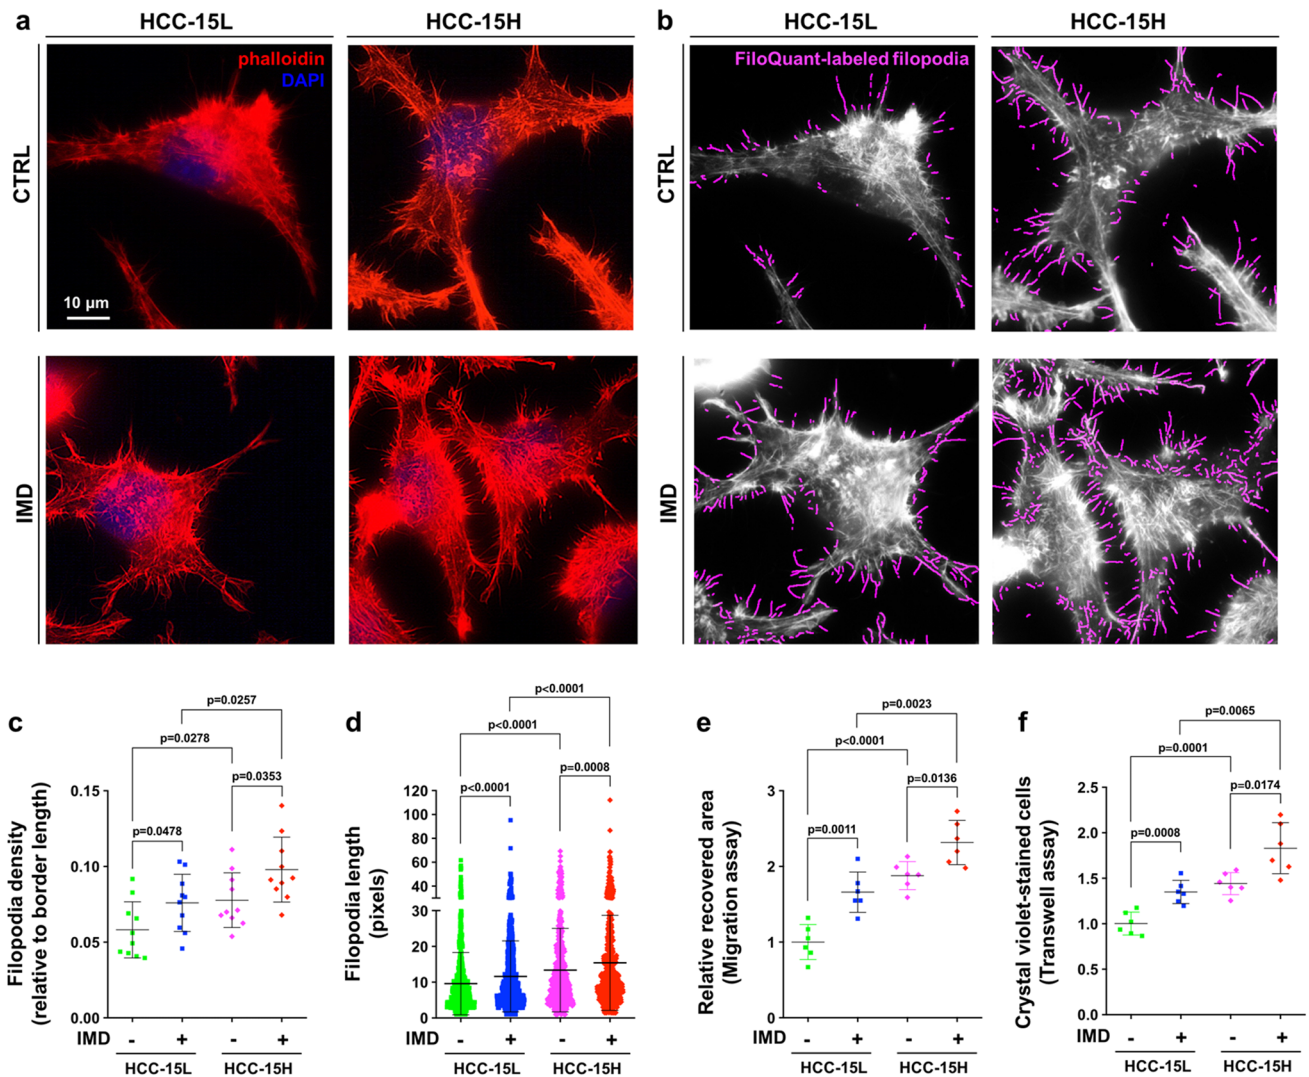 a
HCC-15L
HCC-15H
b
HCC-15L
HCC-15H
phalloidin
DAPI
FiloQuant-labeled filopodia
CTRL
CTRL
10 µm
IMD
IMD
c
p=0.0257
p=0.0278
p=0.0353
p=0.0478
Filopodia density
(relative to border length)
0.15
0.10
0.05
0.00
IMD
- + - +
HCC-15L
HCC-15H
d
p<0.0001
p<0.0001
p=0.0008
p<0.0001
Filopodia length
(pixels)
120
100
80
60
40
30
20
10
0
IMD
- + - +
HCC-15L
HCC-15H
e
p=0.0023
p<0.0001
p=0.0136
p=0.0011
Relative recovered area
(Migration assay)
3
2
1
0
IMD
- + - +
HCC-15L
HCC-15H
f
p=0.0065
p=0.0001
p=0.0174
p=0.0008
Crystal violet-stained cells
(Transwell assay)
2.5
2.0
1.5
1.0
0.5
0.0
IMD
- + - +
HCC-15L
HCC-15H